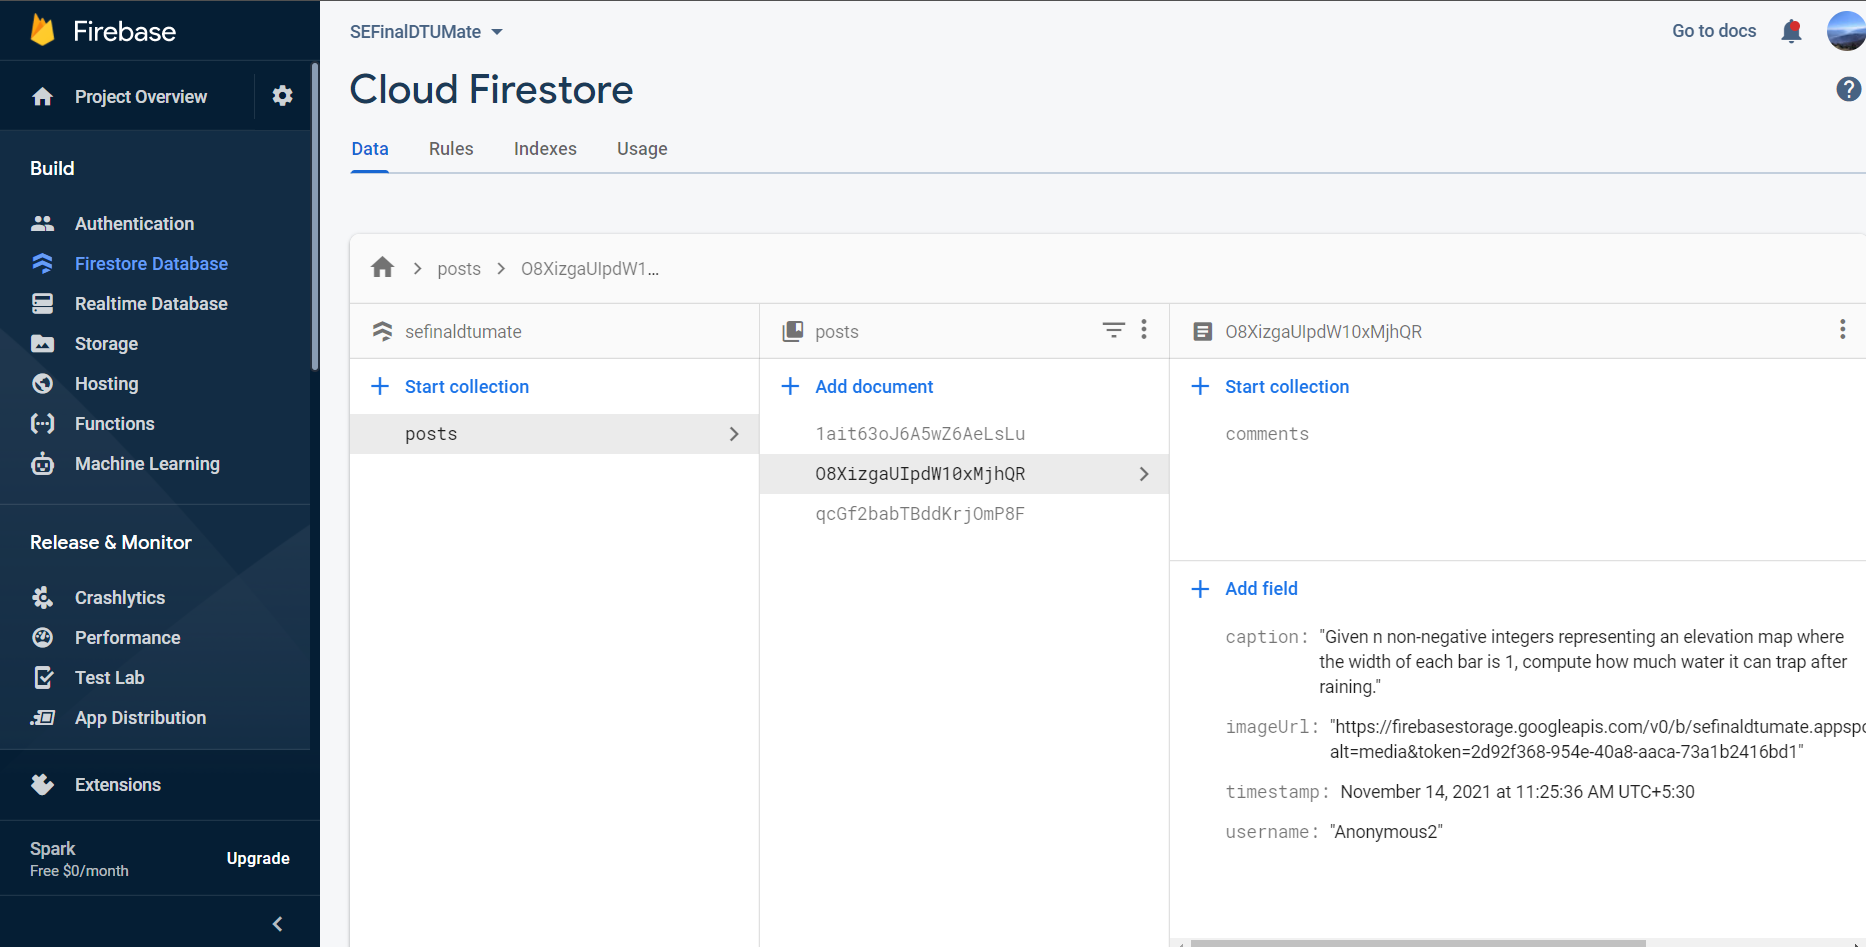 Firebase
Project Overview
Build
Authentication
Firestore Database
Realtime Database
Storage
Hosting
Functions
Machine Learning
Release & Monitor
Crashlytics
Performance
Test Lab
App Distribution
Extensions
Spark
Free $0/month
Upgrade
SEFinalDTUMate
Go to docs
Cloud Firestore
Data Rules Indexes Usage
posts
O8XizgaUIpdW1...
sefinaldtumate
Start collection
posts
posts
Add document
1ait63oJ6A5wZ6AeLsLu
O8XizgaUIpdW10xMjhQR
qcGf2babTBddKrjOmP8F
O8XizgaUIpdW10xMjhQR
Start collection
comments
Add field
caption: "Given n non-negative integers representing an elevation map where
the width of each bar is 1, compute how much water it can trap after
raining."
imageUrl: "https://firebasestorage.googleapis.com/v0/b/sefinaldtumate.appspo
alt=media&token=2d92f368-954e-40a8-aaca-73a1b2416bd1"
timestamp: November 14, 2021 at 11:25:36 AM UTC+5:30
username: "Anonymous2"